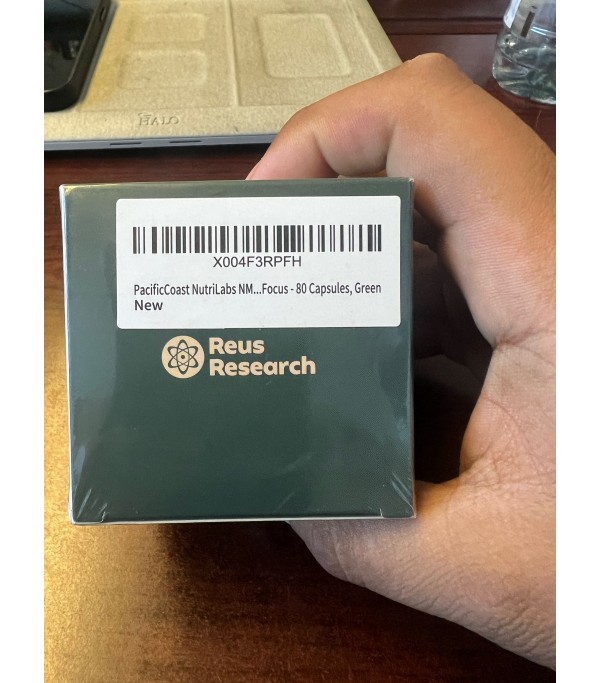 HALO
X004F3RPFH
PacificCoast NutriLabs NM...Focus - 80 Capsules, Green
New
Reus
Research